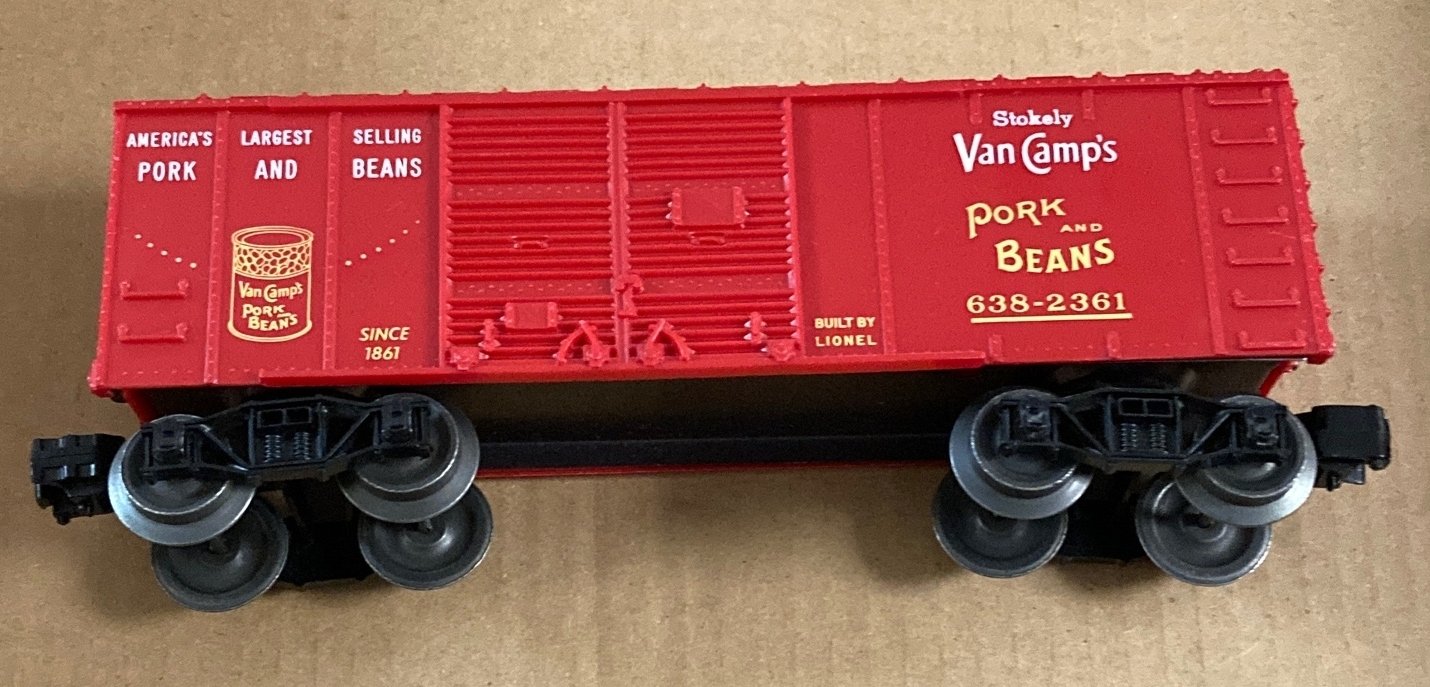 AMERICA'S LARGEST SELLING
PORK AND BEANS
Van Camp's
PORK AND
BEANS
SINCE
1861
BUILT BY
LIONEL
Stokely
Van Camp's
PORK
AND
BEANS
638-2361